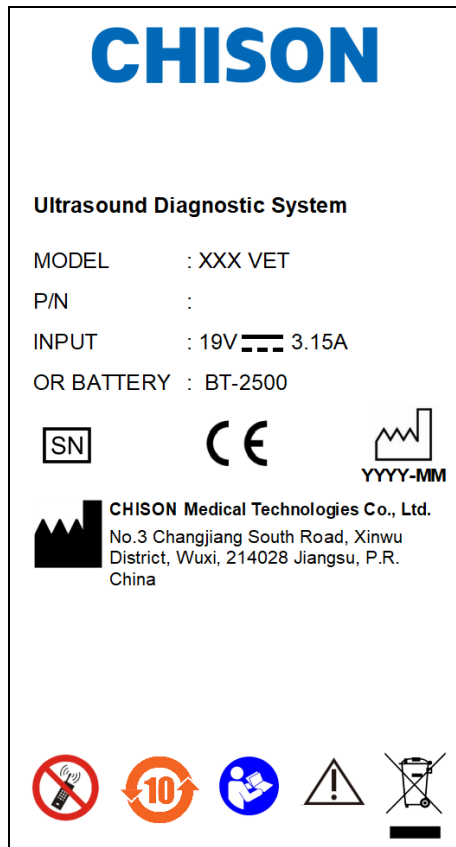 CHISON
Ultrasound Diagnostic System
MODEL : XXX VET
P/N :
INPUT : 19V 3.15A
OR BATTERY : BT-2500
SN
CE
YYYY-MM
CHISON Medical Technologies Co., Ltd.
No.3 Changjiang South Road, Xinwu
District, Wuxi, 214028 Jiangsu, P.R.
China
10